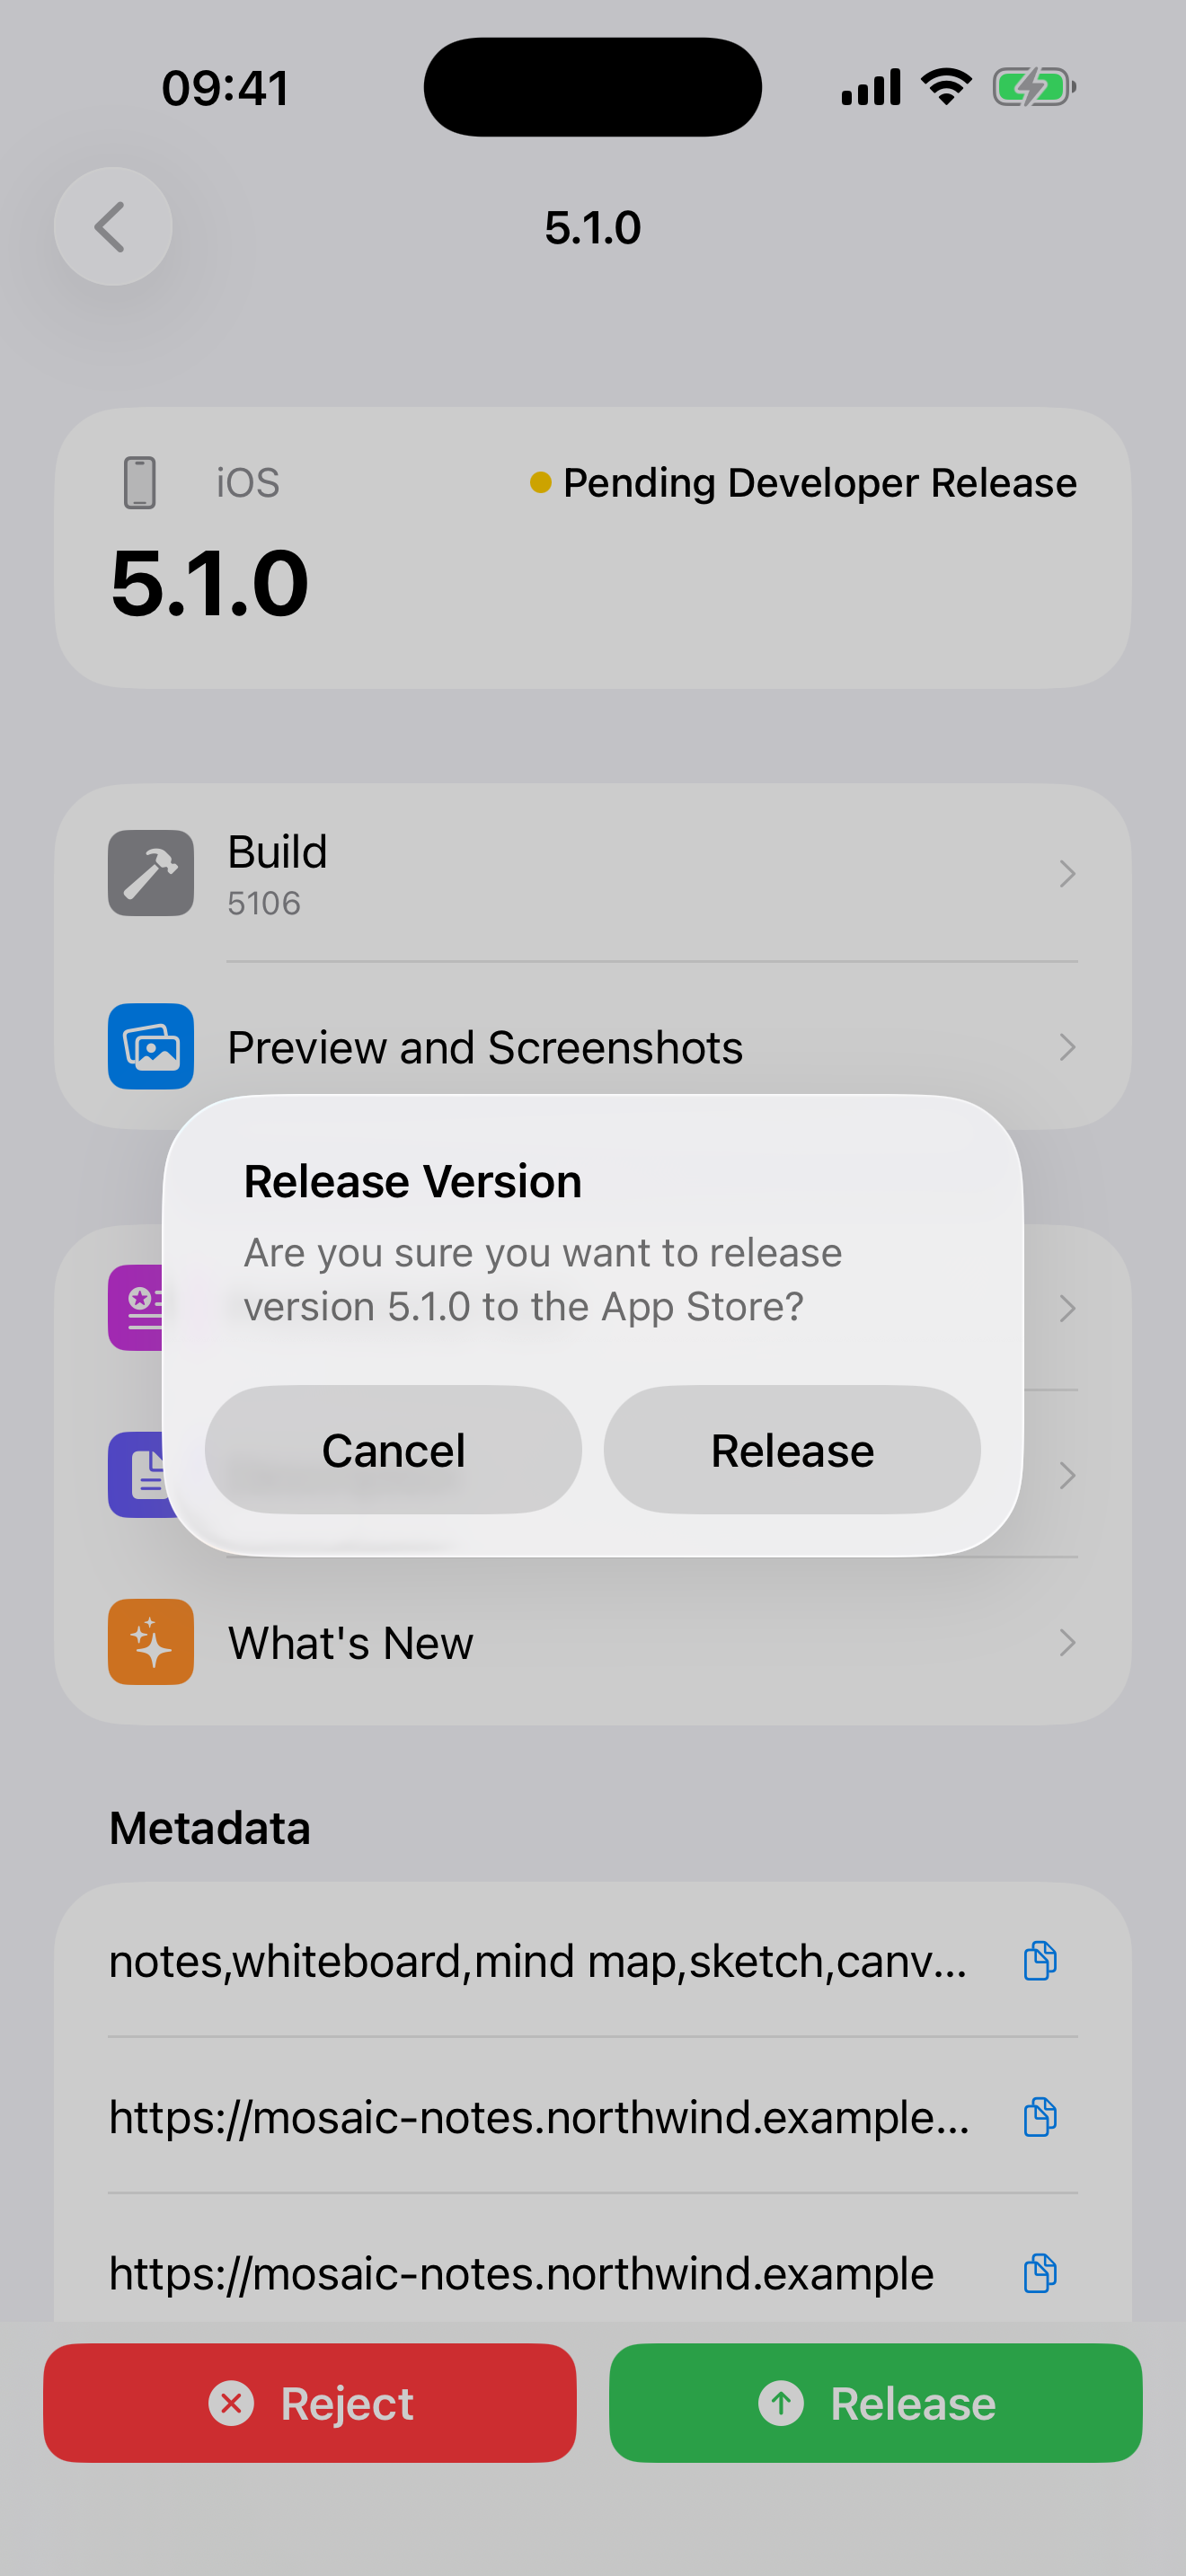 09:41
5.1.0
iOS
Pending Developer Release
5.1.0
Build
5106
Preview and Screenshots
Release Version
Are you sure you want to release
version 5.1.0 to the App Store?
Cancel
Release
What's New
Metadata
notes,whiteboard,mind map,sketch,canv...
https://mosaic-notes.northwind.example...
https://mosaic-notes.northwind.example
Reject
Release